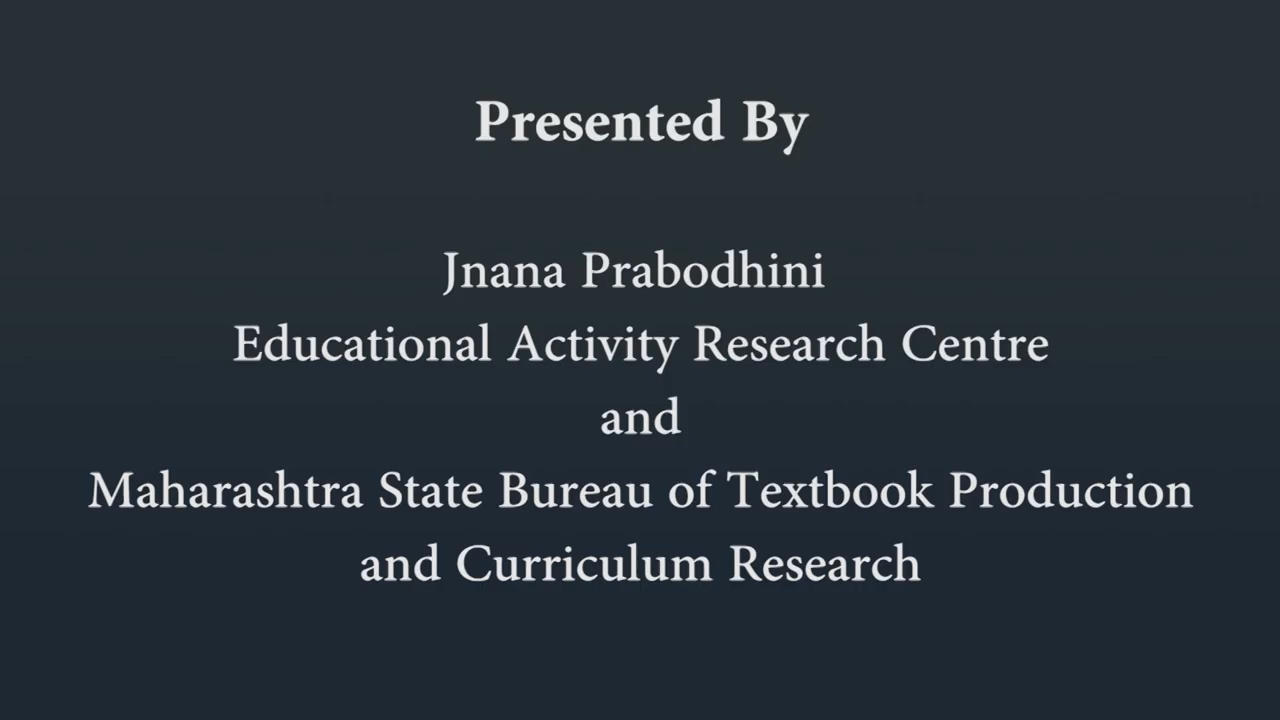 Presented By
Jnana Prabodhini
Educational Activity Research Centre
and
Maharashtra State Bureau of Textbook Production
and Curriculum Research